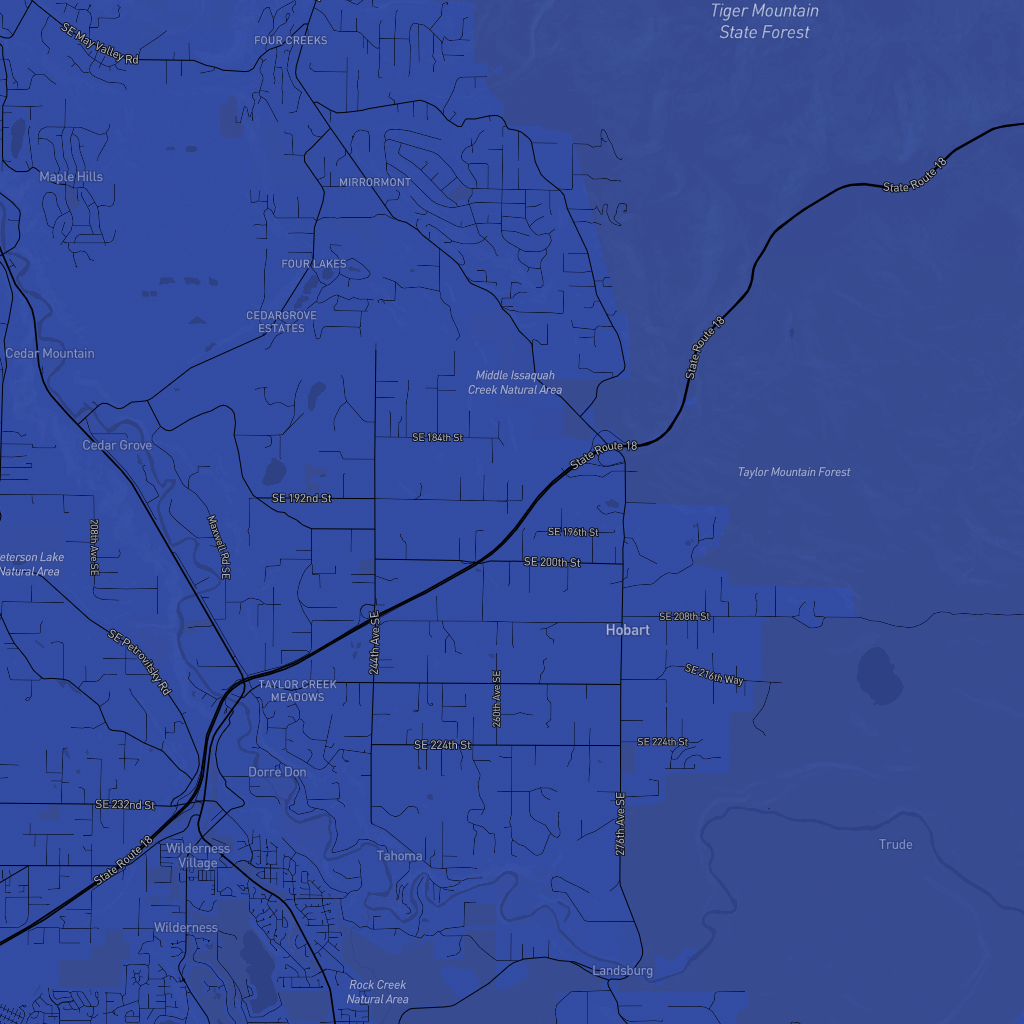 Tiger Mountain
State Forest
SE May Valley Rd
FOUR CREEKS
State Route 18
Maple Hills
MIRRORMONT
FOUR LAKES
CEDARGROVE
ESTATES
State Route 18
Cedar Mountain
Middle Issaquah
Creek Natural Area
Cedar Grove
SE 184th St
State Route 18
Taylor Mountain Forest
SE 192nd St
208th Ave SE
Maxwell Rd SE
SE 196th St
eterson Lake
Natural Area
SE 200th St
SE 208th St
Hobart
244th Ave SE
SE Petrovitsky Rd
SE 216th Way
TAYLOR CREEK
MEADOWS
260th Ave SE
SE 224th St
SE 224th St
Dorre Don
SE 232nd St
276th Ave SE
State Route 18
Wilderness
Village
Tahoma
Trude
Wilderness
Landsburg
Rock Creek
Natural Area